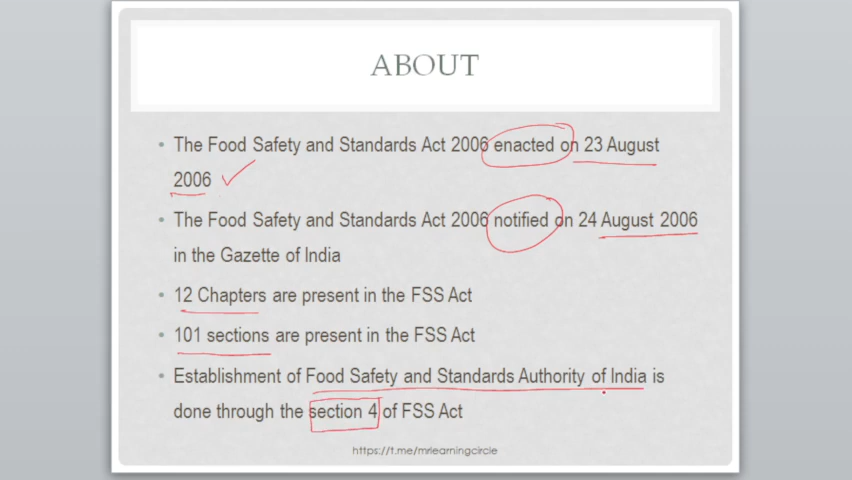 ABOUT
• The Food Safety and Standards Act 2006 enacted on 23 August
2006
• The Food Safety and Standards Act 2006 notified on 24 August 2006
in the Gazette of India
• 12 Chapters are present in the FSS Act
• 101 sections are present in the FSS Act
• Establishment of Food Safety and Standards Authority of India is
done through the section 4 of FSS Act
https://t.me/mrlearningcircle